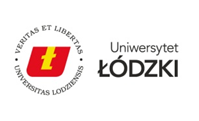 VERITAS ET LIBERTAS
UNIVERSITAS LODZIENSIS
ł
Uniwersytet
ŁÓDZKI